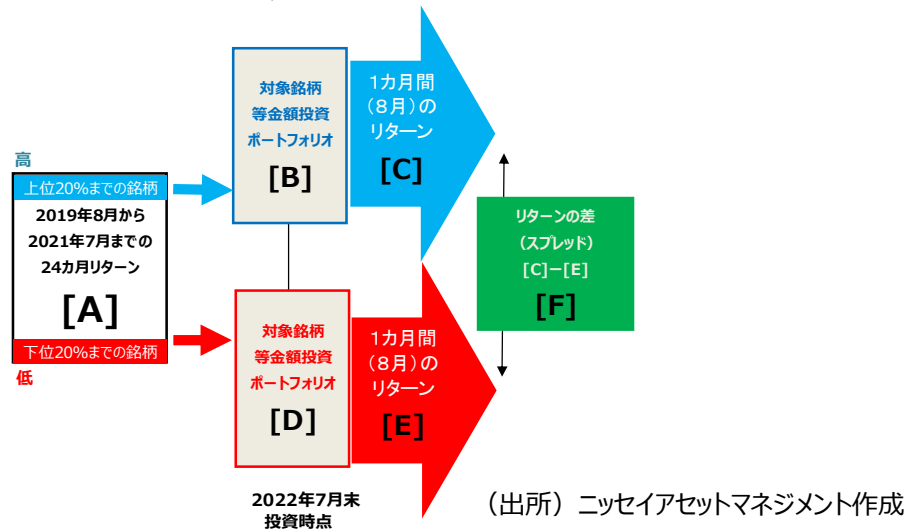 高
上位20%までの銘柄
2019年8月から
2021年7月までの
24カ月リターン
[A]
下位20%までの銘柄
低
対象銘柄
等金額投資
ポートフォリオ
[B]
1カ月間
(8月)の
リターン
[C]
対象銘柄
等金額投資
ポートフォリオ
[D]
1カ月間
(8月)の
リターン
[E]
リターンの差
(スプレッド)
[C]ー[E]
[F]
2022年7月末
投資時点
(出所)ニッセイアセットマネジメント作成